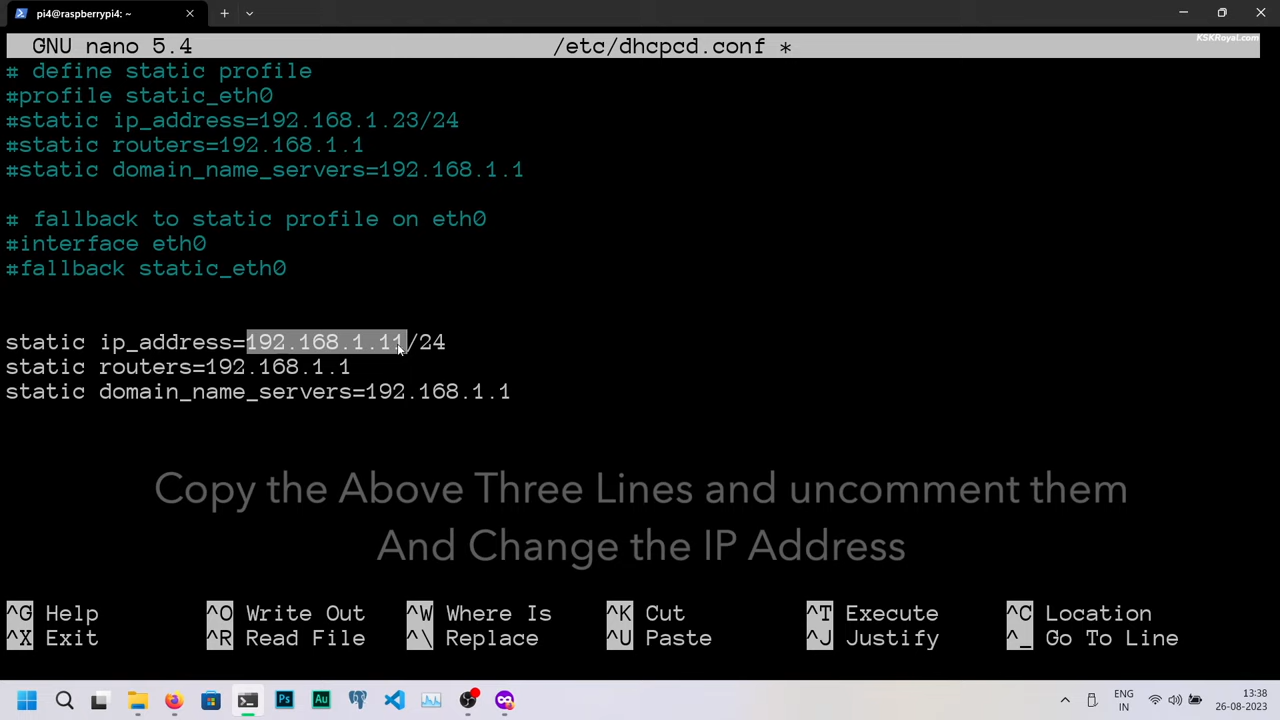 pi4@raspberrypi4: ~
KSKRoyal.com
GNU nano 5.4 /etc/dhcpcd.conf *
# define static profile
#profile static_eth0
#static ip_address=192.168.1.23/24
#static routers=192.168.1.1
#static domain_name_servers=192.168.1.1
# fallback to static profile on eth0
#interface eth0
#fallback static_eth0
static ip_address=192.168.1.11/24
static routers=192.168.1.1
static domain_name_servers=192.168.1.1
Copy the Above Three Lines and uncomment them
And Change the IP Address
^G Help ^O Write Out ^W Where Is ^K Cut ^T Execute ^C Location
^X Exit ^R Read File ^\ Replace ^U Paste ^J Justify ^_ Go To Line
Ps Au
ENG 13:38
IN 26-08-2023